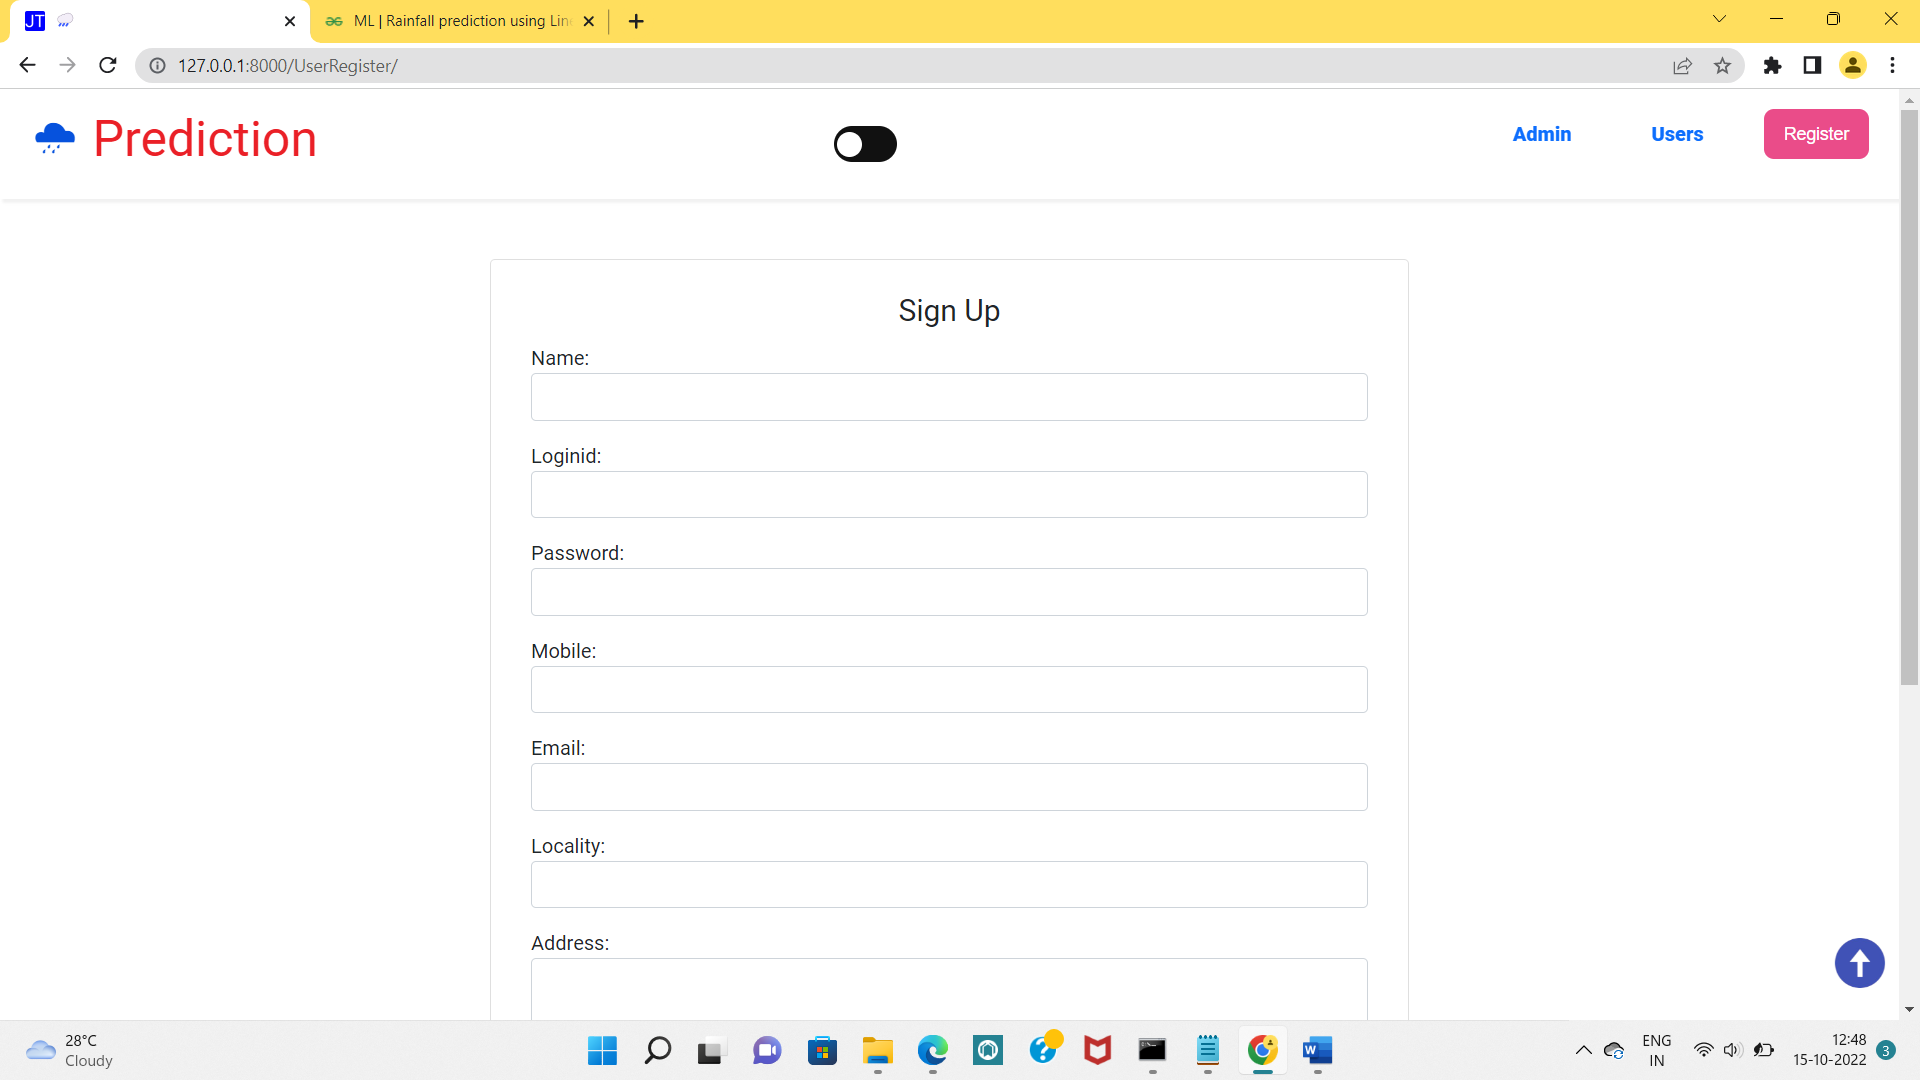 JT
ML | Rainfall prediction using Lin
127.0.0.1:8000/UserRegister/
Prediction
Admin
Users
Register
Sign Up
Name:
Loginid:
Password:
Mobile:
Email:
Locality:
Address:
28°C
Cloudy
W
ENG
IN
12:48
15-10-2022
3